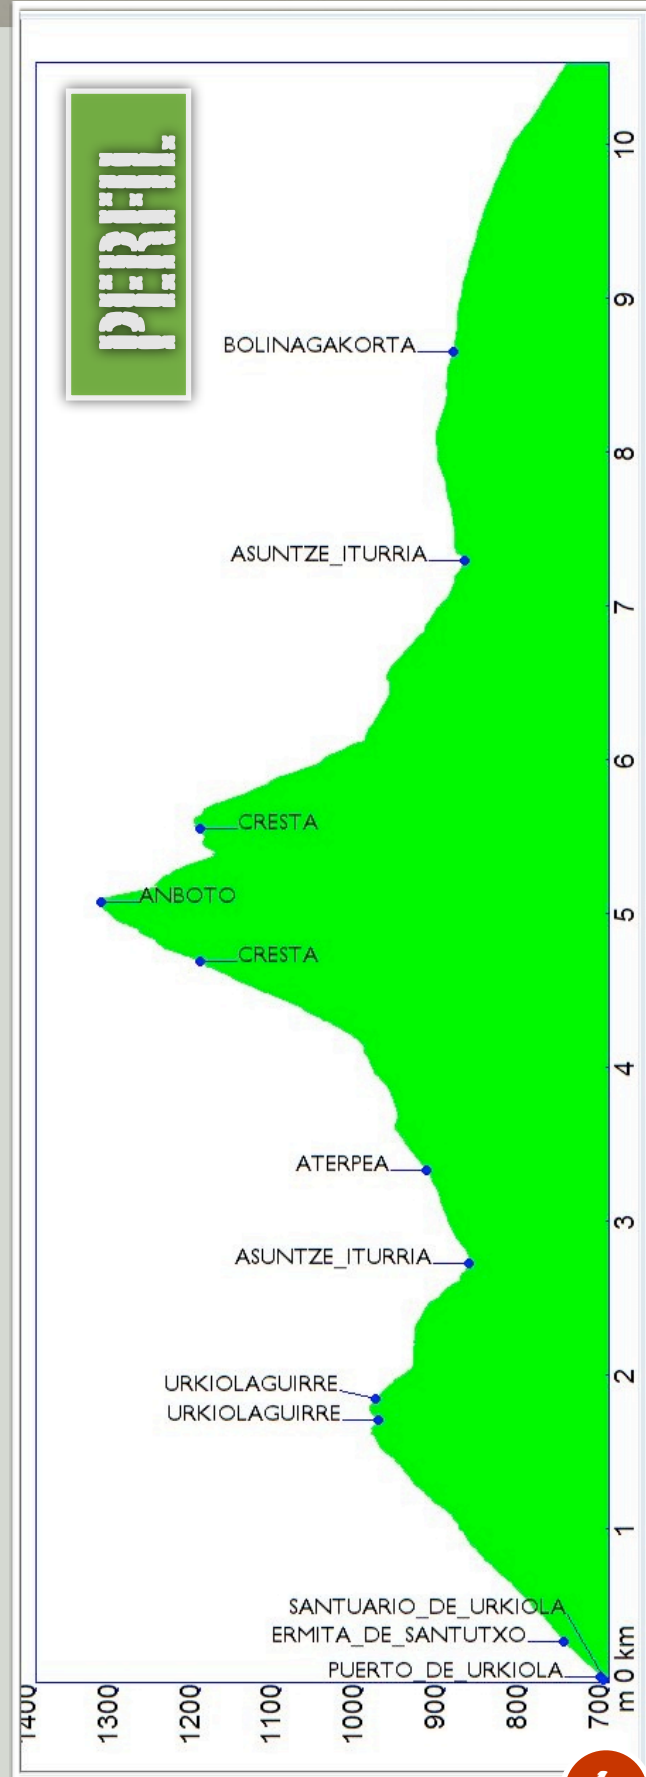 PERFIL
BOLINAGAKORTA
ASUNTZE_ITURRIA
CRESTA
ANBOTO
CRESTA
ATERPEA
ASUNTZE_ITURRIA
URKIOLAGUIRRE
URKIOLAGUIRRE
SANTUARIO_DE_URKIOLA
ERMITA_DE_SANTUTXO
PUERTO_DE_URKIOLA
1400
1300
1200
1100
1000
900
800
700
m
0 km
1
2
3
4
5
6
7
8
9
10